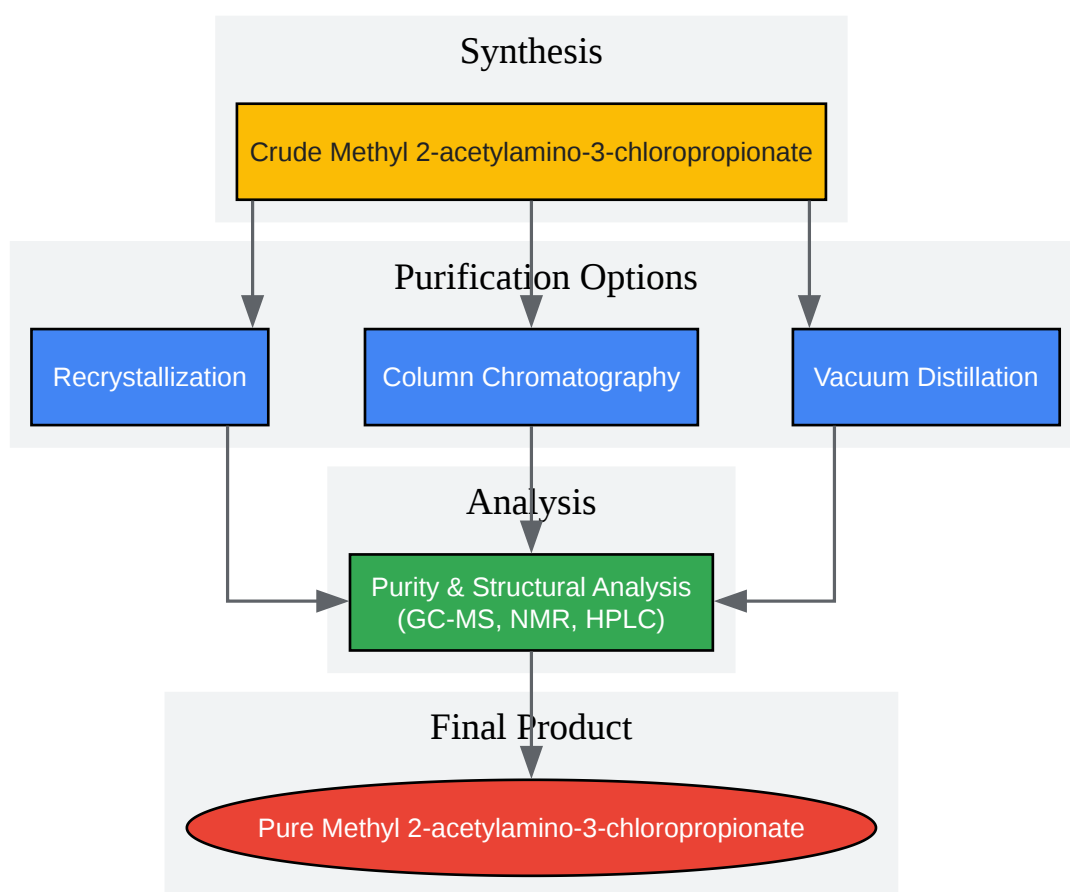 Synthesis
Crude Methyl 2-acetylamino-3-chloropropionate
Purification Options
Recrystallization
Column Chromatography
Vacuum Distillation
Analysis
Purity & Structural Analysis
(GC-MS, NMR, HPLC)
Final Product
Pure Methyl 2-acetylamino-3-chloropropionate